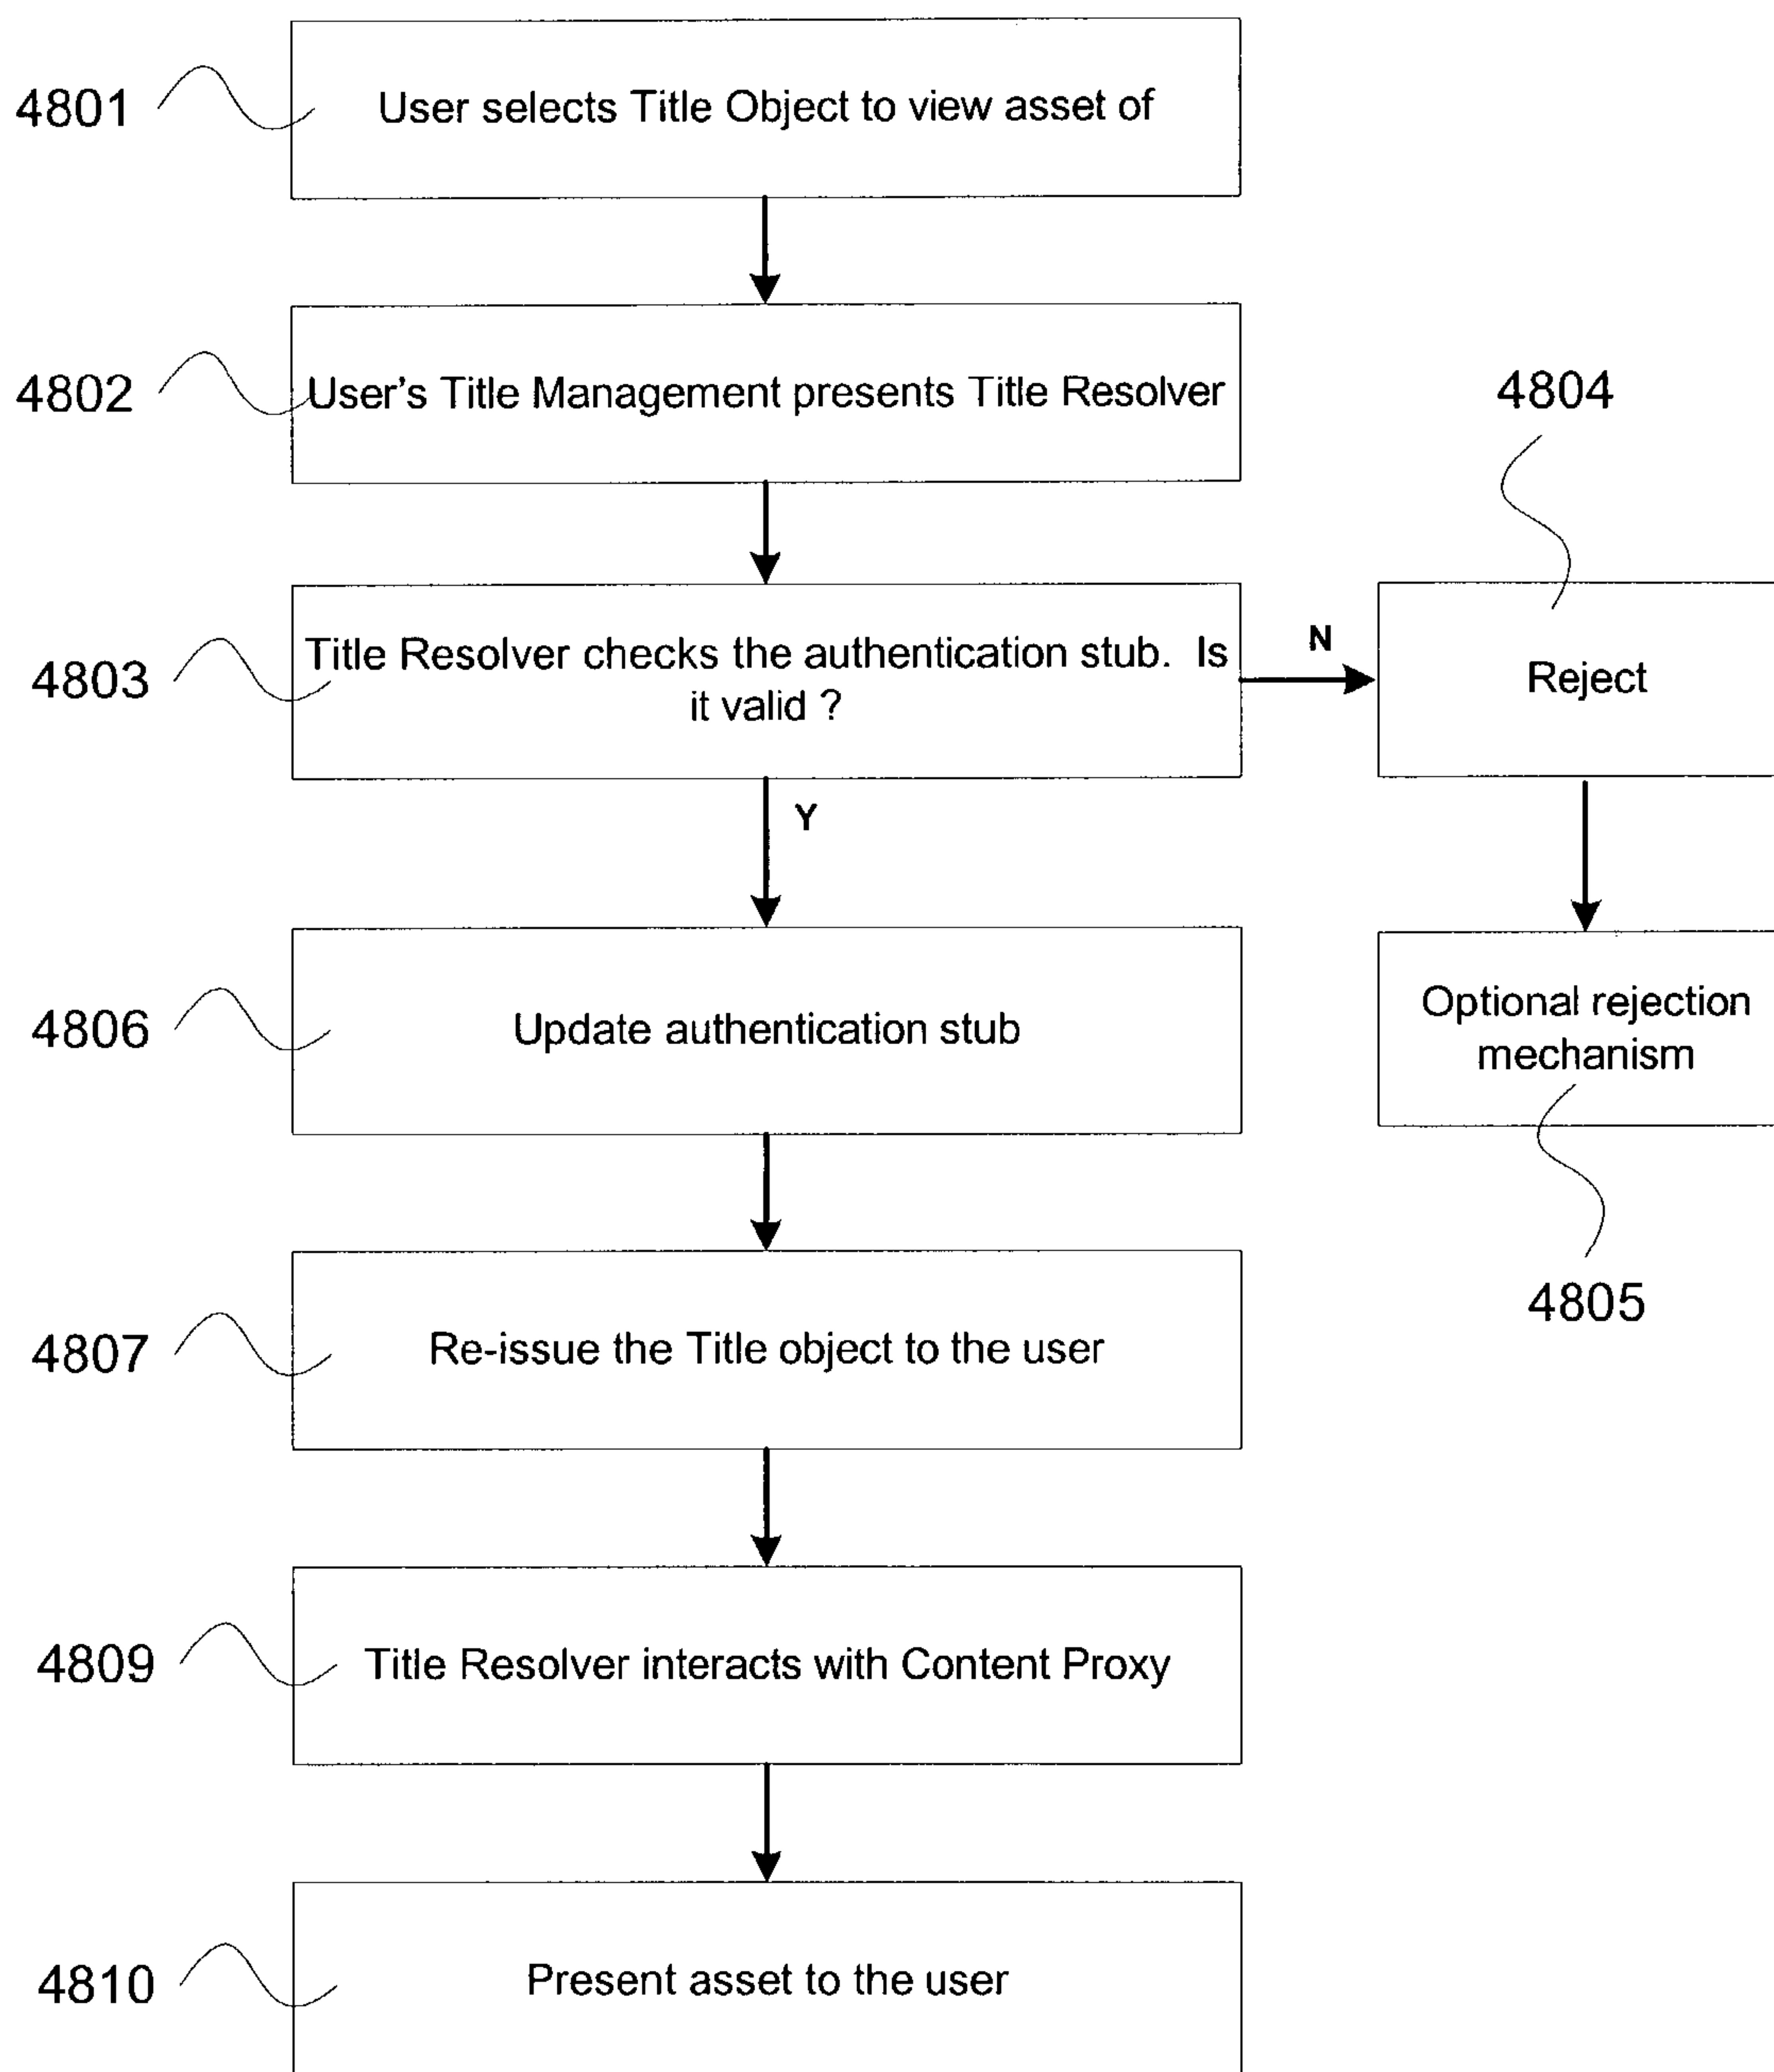 4801
User selects Title Object to view asset of
4802
User's Title Management presents Title Resolver
4804
4803
Title Resolver checks the authentication stub. Is
it valid ?
N
Reject
Y
4806
Update authentication stub
Optional rejection
mechanism
4805
4807
Re-issue the Title object to the user
4809
Title Resolver interacts with Content Proxy
4810
Present asset to the user